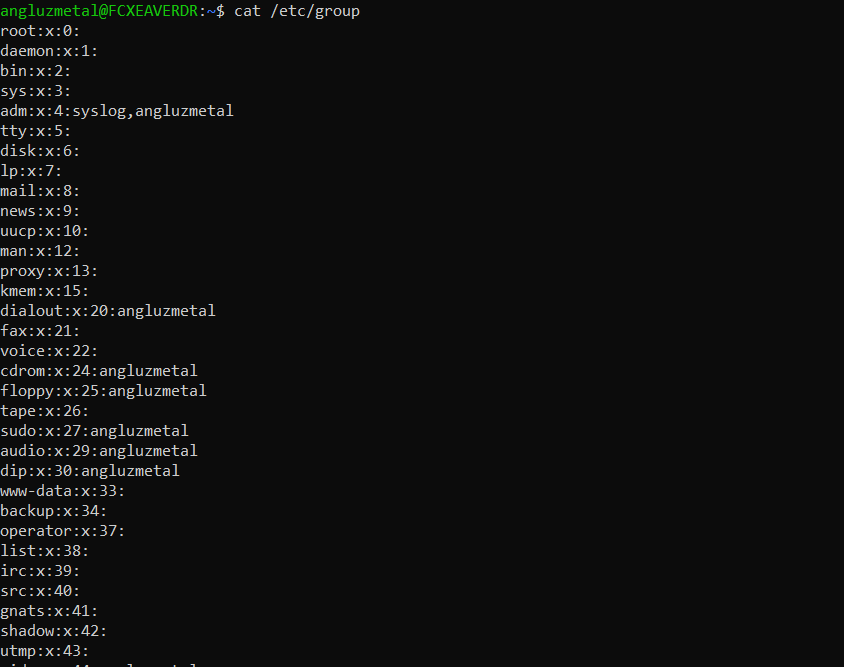 angluzmetal@FCXEAVERDR:~$ cat /etc/group
root:x:0:
daemon:x:1:
bin:x:2:
sys:x:3:
adm:x:4:syslog,angluzmetal
tty:x:5:
disk:x:6:
lp:x:7:
mail:x:8:
news:x:9:
uucp:x:10:
man:x:12:
proxy:x:13:
kmem:x:15:
dialout:x:20:angluzmetal
fax:x:21:
voice:x:22:
cdrom:x:24:angluzmetal
floppy:x:25:angluzmetal
tape:x:26:
sudo:x:27:angluzmetal
audio:x:29:angluzmetal
dip:x:30:angluzmetal
www-data:x:33:
backup:x:34:
operator:x:37:
list:x:38:
irc:x:39:
src:x:40:
gnats:x:41:
shadow:x:42:
utmp:x:43: